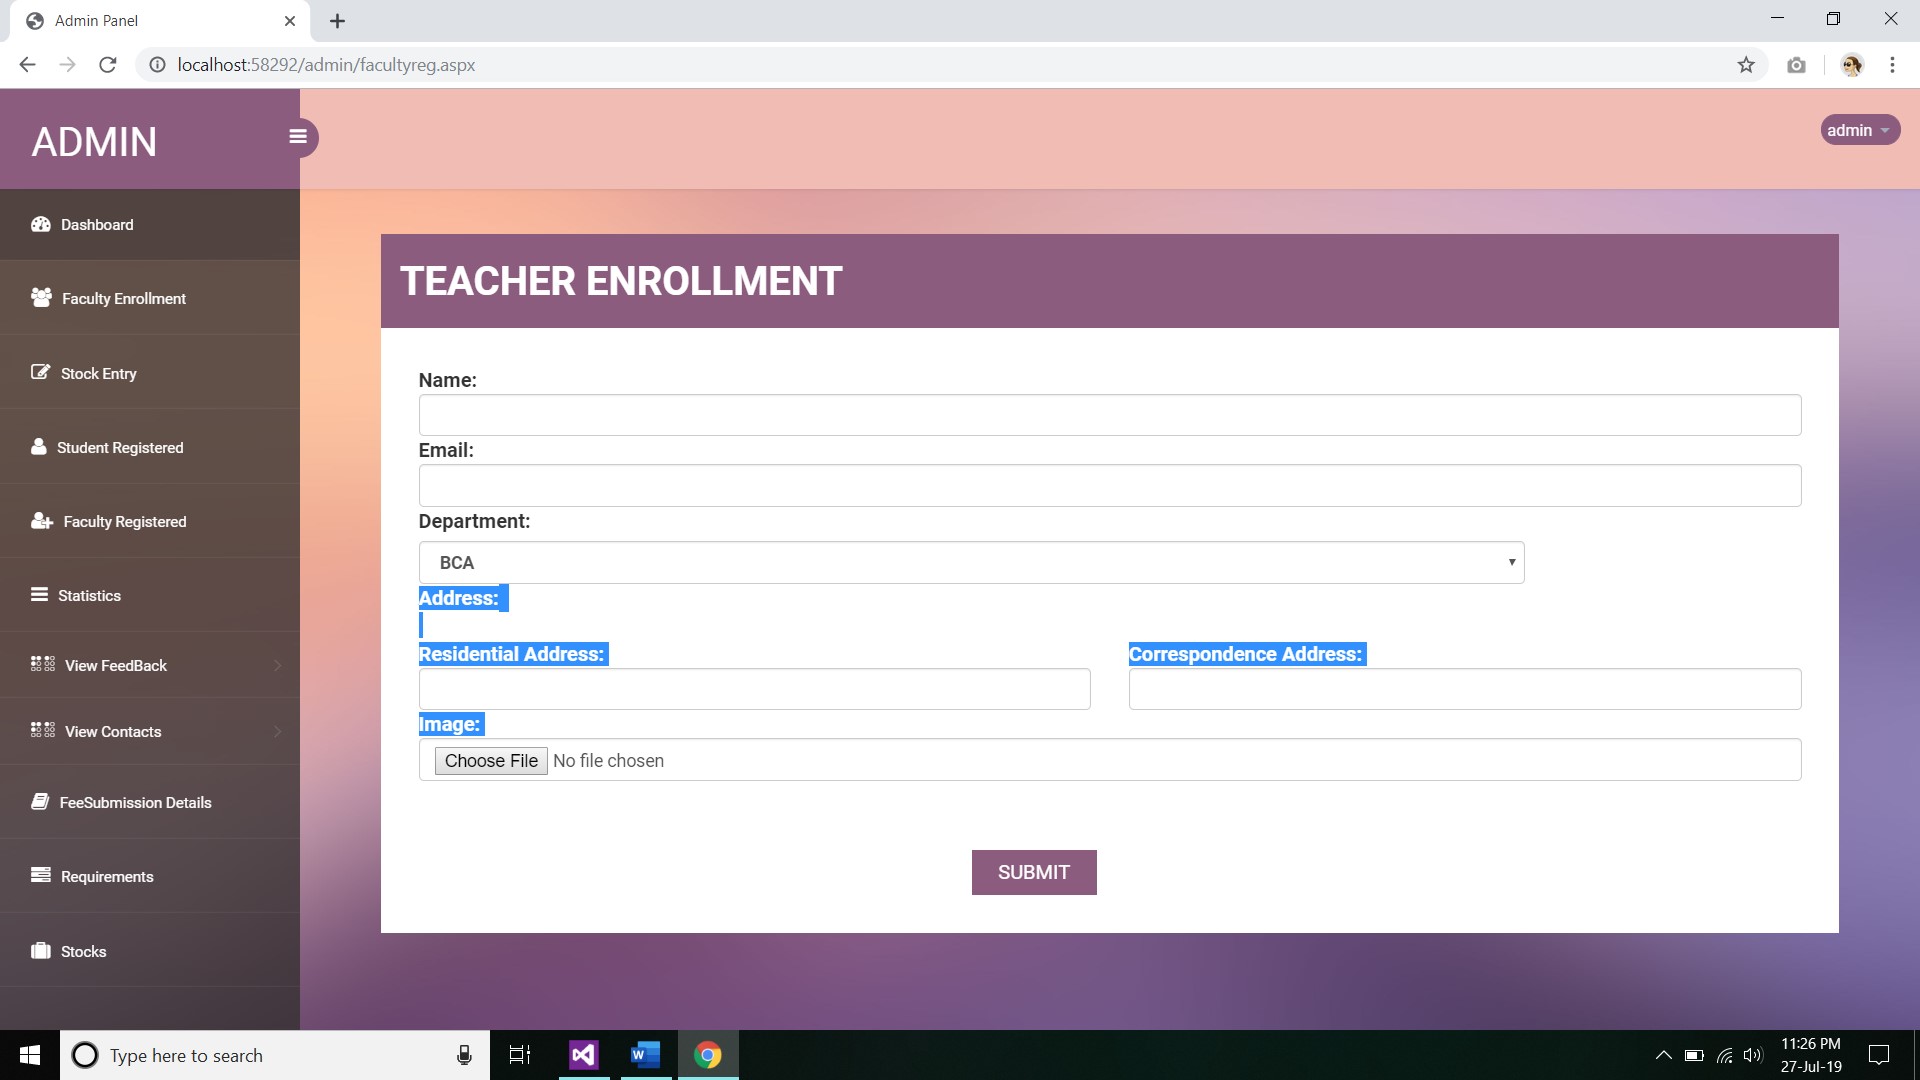 Admin Panel
localhost:58292/admin/facultyreg.aspx
ADMIN
admin
Dashboard
Faculty Enrollment
Stock Entry
Student Registered
Faculty Registered
Statistics
View FeedBack
View Contacts
FeeSubmission Details
Requirements
Stocks
TEACHER ENROLLMENT
Name:
Email:
Department:
BCA
Address:
Residential Address:
Correspondence Address:
Image:
Choose File No file chosen
SUBMIT
Type here to search
11:26 PM
27-Jul-19